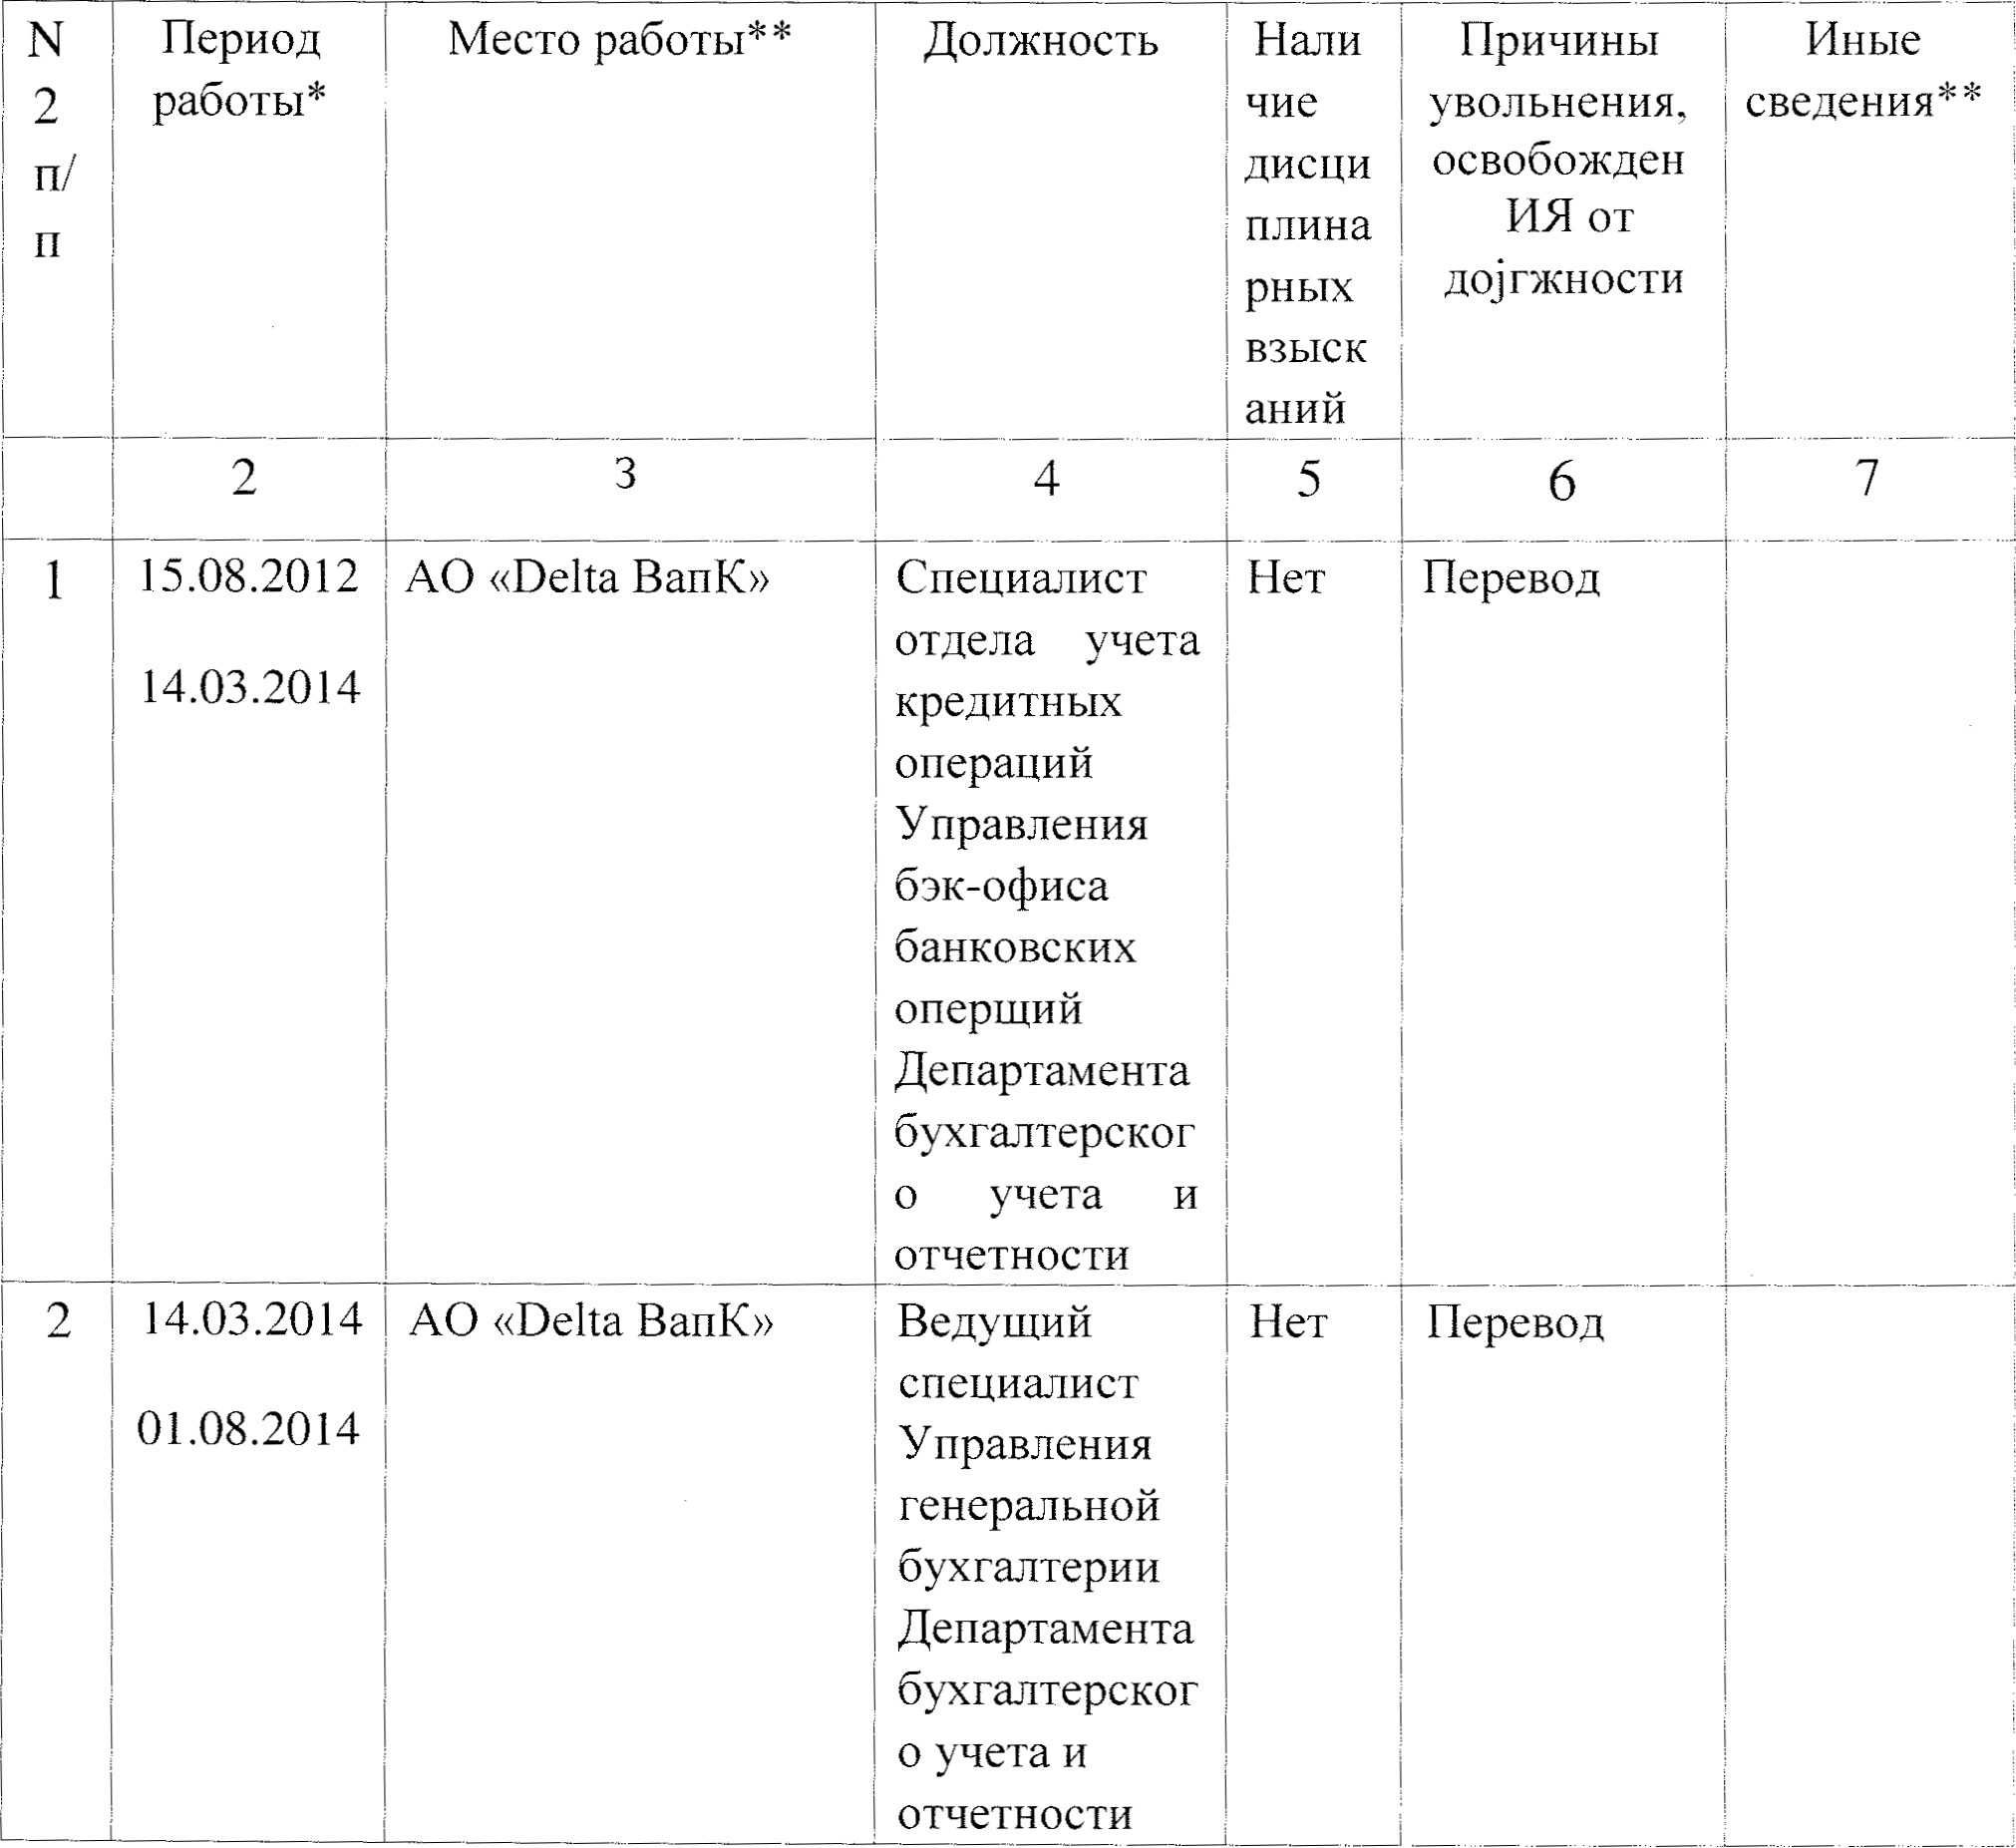 N
2
п/
п
Период
работы*
Место работы**
Должность
Нали
чие
дисци
плина
рных
взыск
аний
Причины
увольнения,
освобожден
ИЯ от
дојгжности
Иные
сведения**
2
3
4
5
6
7
1
15.08.2012
14.03.2014
АО «Delta ВапК»
Специалист
отдела учета
кредитных
операций
Управления
бэк-офиса
банковских
оперщий
Департамента
бухгалтерског
о учета и
отчетности
Нет
Перевод
2
14.03.2014
01.08.2014
АО «Delta ВапК»
Ведущий
специалист
Управления
генеральной
бухгалтерии
Департамента
бухгалтерског
о учета и
отчетности
Нет
Перевод